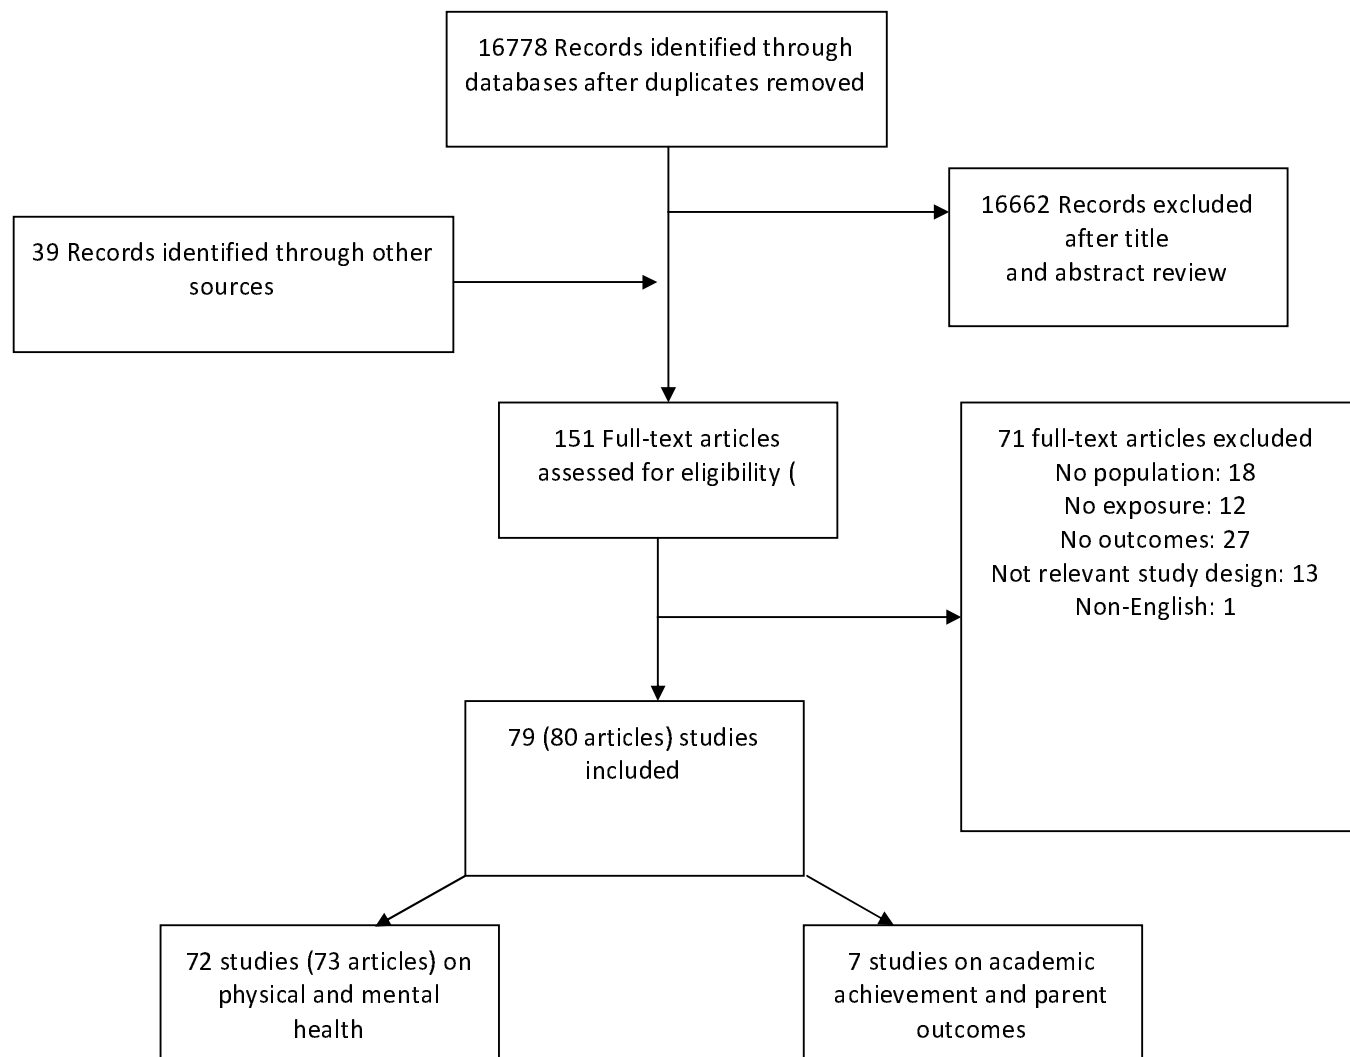 16778 Records identified through
databases after duplicates removed
16662 Records excluded
after title
and abstract review
39 Records identified through other
sources
151 Full-text articles
assessed for eligibility (
71 full-text articles excluded
No population: 18
No exposure: 12
No outcomes: 27
Not relevant study design: 13
Non-English: 1
79 (80 articles) studies
included
72 studies (73 articles) on
physical and mental
health
7 studies on academic
achievement and parent
outcomes